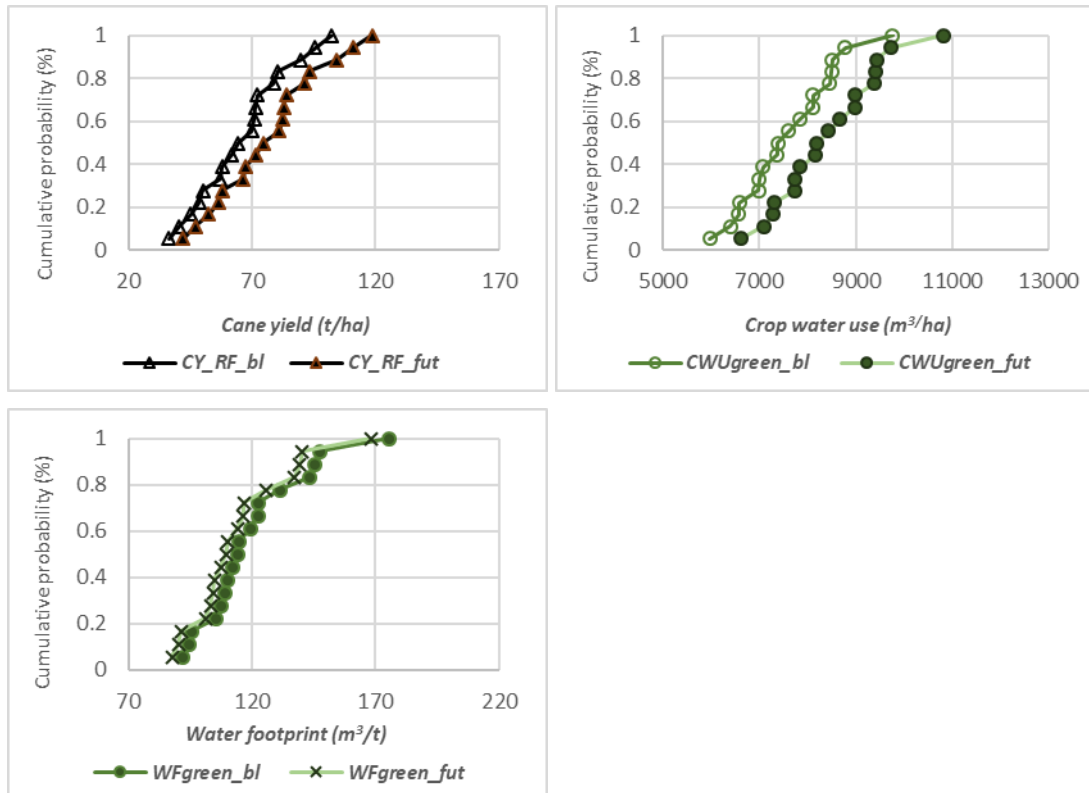 Cumulative probability (%)
1
0.8
0.6
0.4
0.2
0
20 70 120 170
Cane yield (t/ha)
CY_RF_bl CY_RF_fut
Cumulative probability (%)
1
0.8
0.6
0.4
0.2
0
5000 7000 9000 11000 13000
Crop water use (m³/ha)
CWUgreen_bl CWUgreen_fut
Cumulative probability (%)
1
0.8
0.6
0.4
0.2
0
70 120 170 220
Water footprint (m³/t)
WFgreen_bl WFgreen_fut